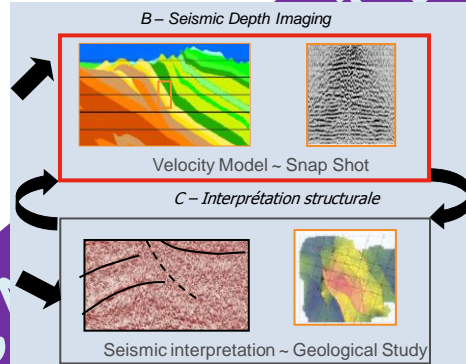 B – Seismic Depth Imaging
Velocity Model ~ Snap Shot
C – Interprétation structurale
Seismic interpretation ~ Geological Study